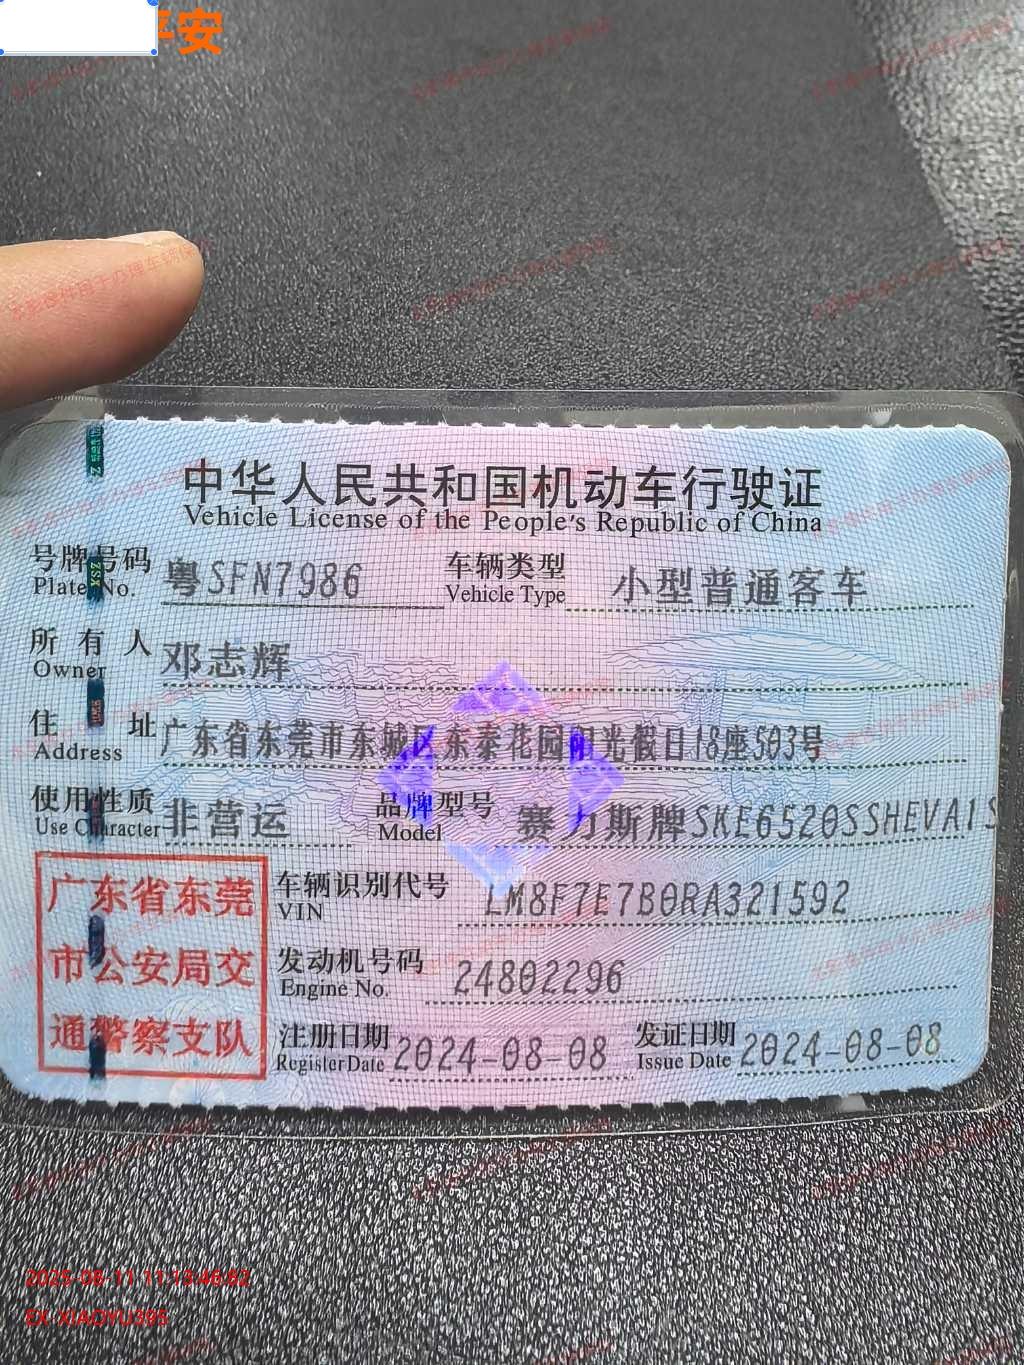 平安
中华人民共和国机动车行驶证
Vehicle License of the People's Republic of China
号牌号码 粤SFN7986 车辆类型 小型普通客车
Plate No. Vehicle Type
所有人 邓志辉
Owner
住址 广东省东莞市东城区东泰花园阳光假日18座503号
Address
使用性质 非营运 品牌型号 赛力斯牌SKE6520SSHEVA1S
Use Character Model
广东省东莞
市公安局交
通警察支队
车辆识别代号 LM8F7E7B0RA321592
VIN
发动机号码 24802296
Engine No.
注册日期 2024-08-08 发证日期 2024-08-08
Register Date Issue Date
2025-08-11 11:13:46:82
EX-XIAOYU395